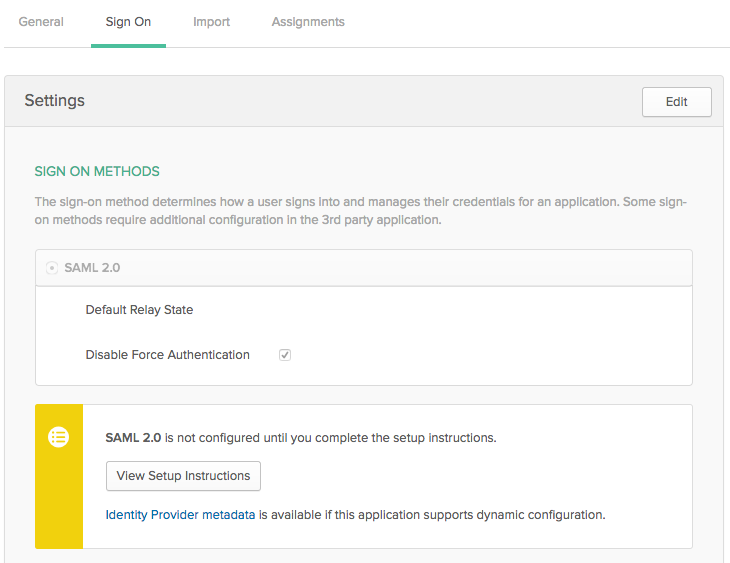 General Sign On Import Assignments
Settings
Edit
SIGN ON METHODS
The sign-on method determines how a user signs into and manages their credentials for an application. Some sign-
on methods require additional configuration in the 3rd party application.
SAML 2.0
Default Relay State
Disable Force Authentication
SAML 2.0 is not configured until you complete the setup instructions.
View Setup Instructions
Identity Provider metadata is available if this application supports dynamic configuration.